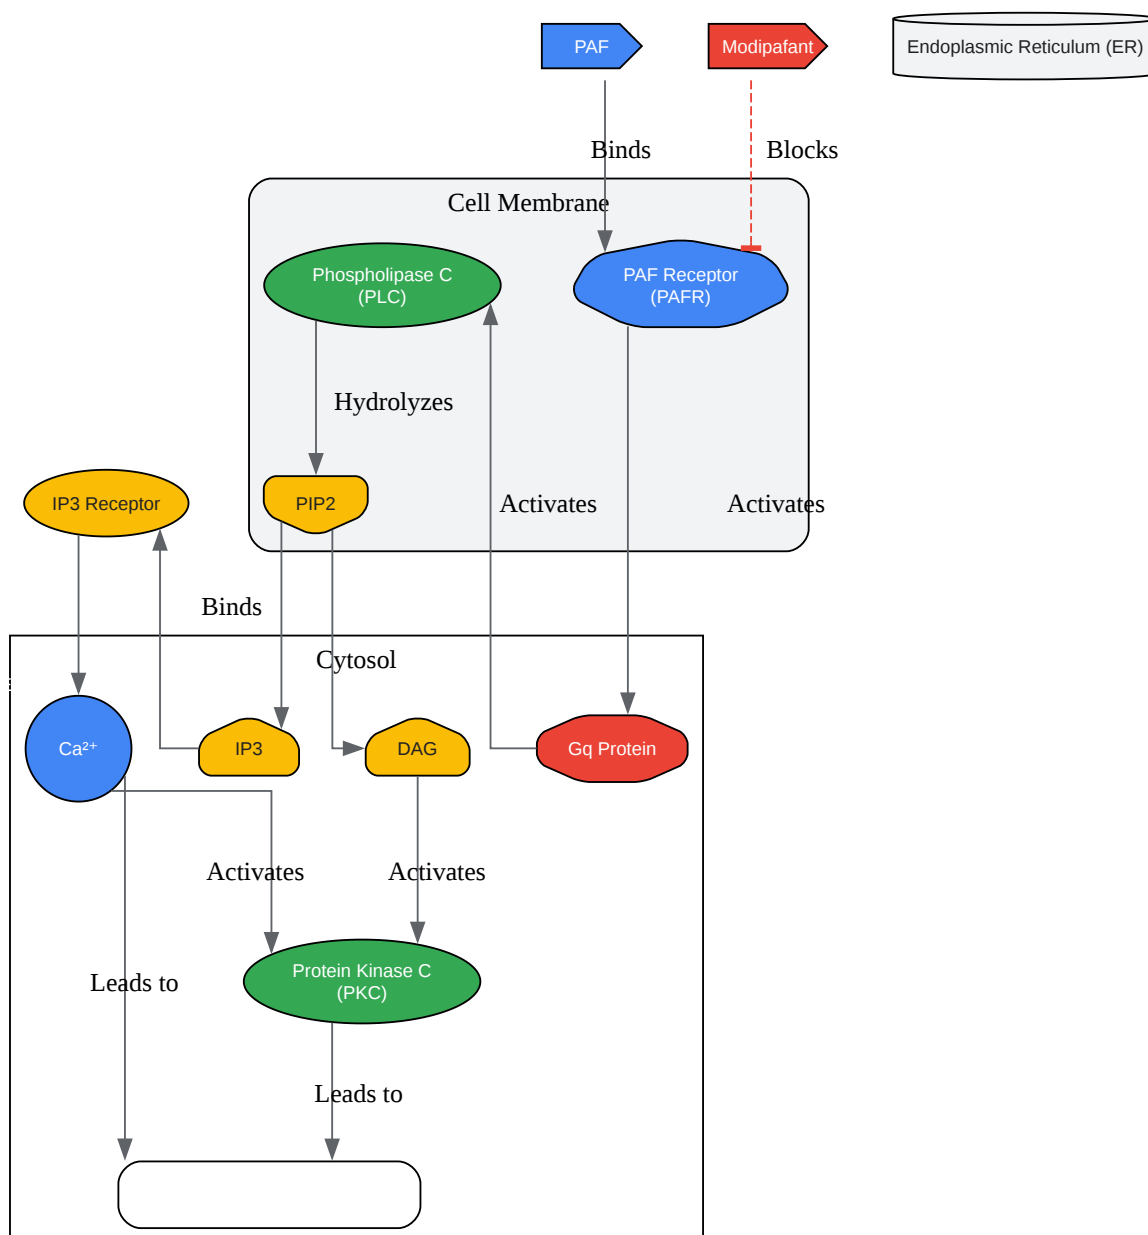 PAF
Modipafant
Endoplasmic Reticulum (ER)
Binds
Blocks
Cell Membrane
Phospholipase C
(PLC)
PAF Receptor
(PAFR)
Hydrolyzes
IP3 Receptor
PIP2
Activates
Activates
Binds
Cytosol
Ca²⁺
IP3
DAG
Gq Protein
Activates
Activates
Protein Kinase C
(PKC)
Leads to
Leads to